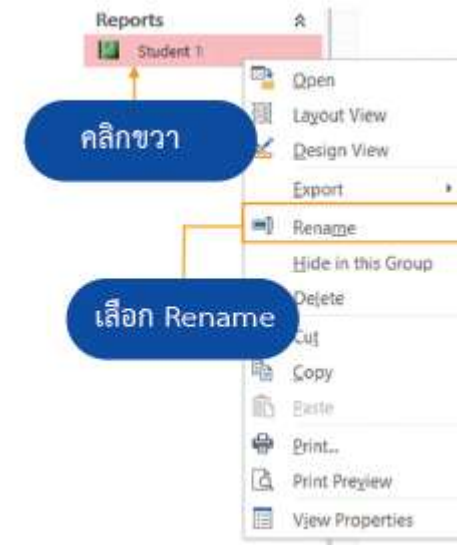 Reports
Student 1
คลิกขวา
Open
Layout View
Design View
Export
Rename
Hide in this Group
เลือก Rename
Delete
Cut
Copy
Paste
Print..
Print Preview
View Properties